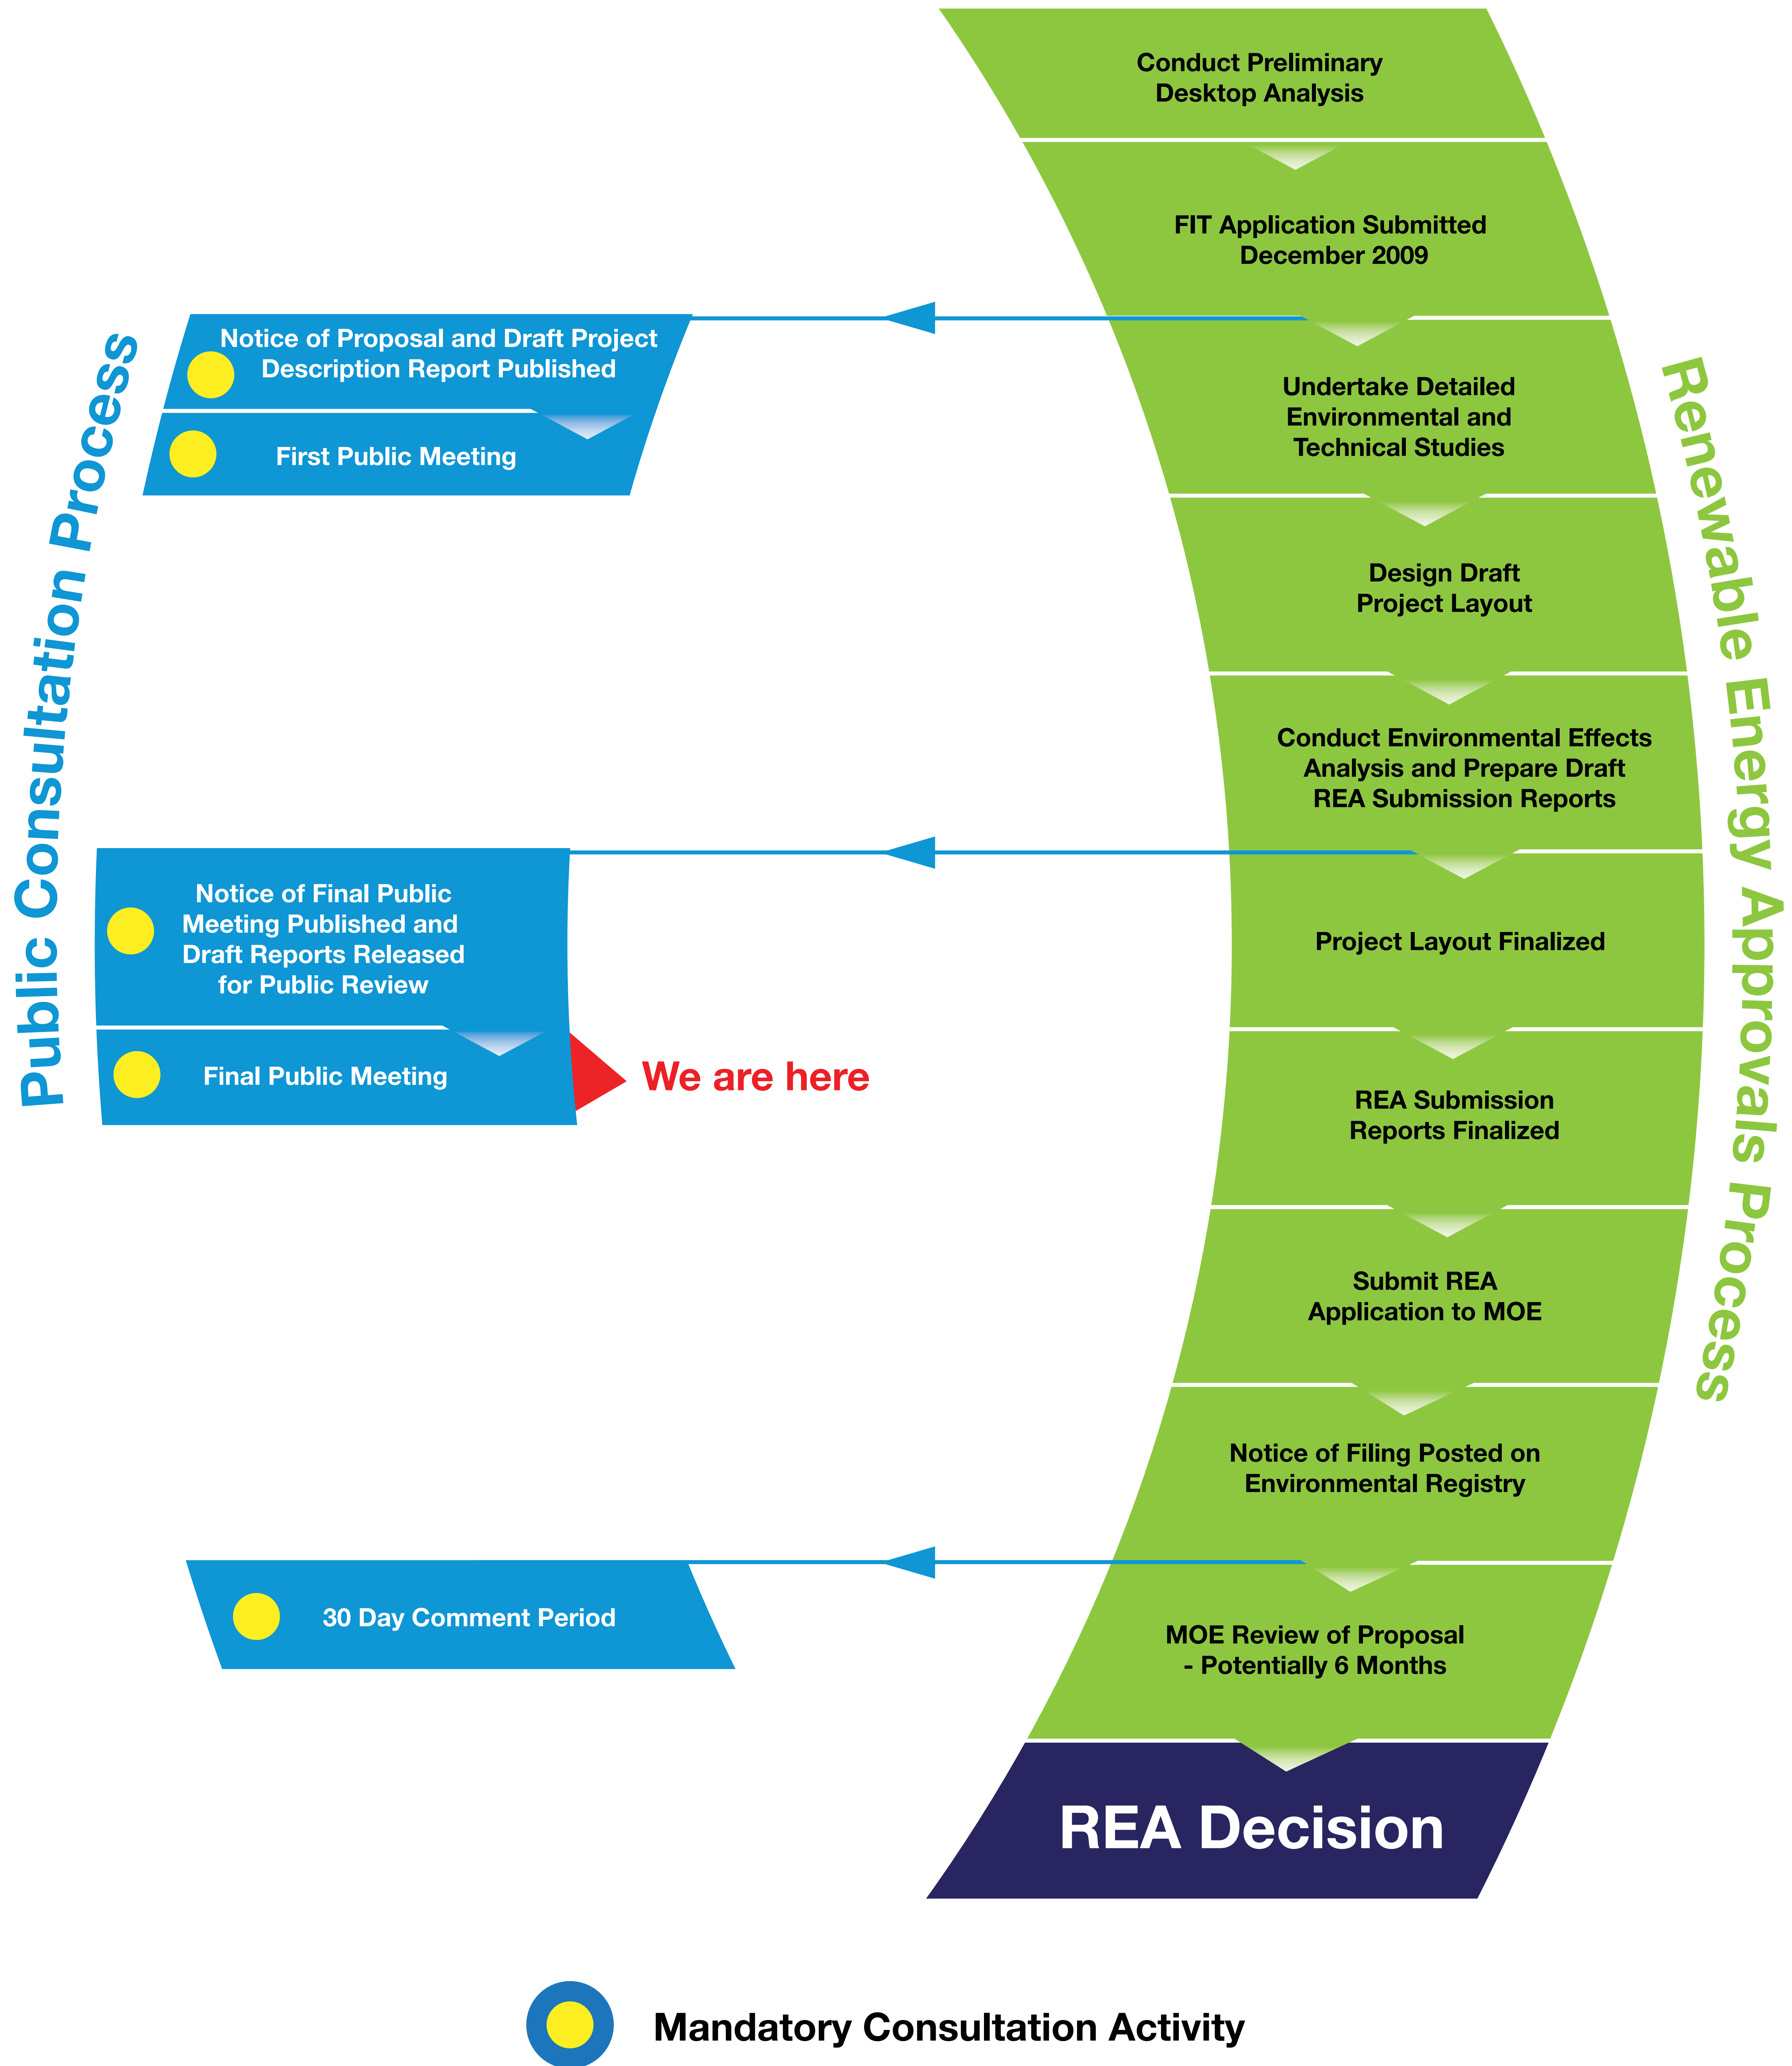 Conduct Preliminary
Desktop Analysis
FIT Application Submitted
December 2009
Public Consultation Process
Notice of Proposal and Draft Project
Description Report Published
First Public Meeting
Renewable Energy Approvals Process
Undertake Detailed
Environmental and
Technical Studies
Design Draft
Project Layout
Conduct Environmental Effects
Analysis and Prepare Draft
REA Submission Reports
Notice of Final Public
Meeting Published and
Draft Reports Released
for Public Review
Project Layout Finalized
Final Public Meeting
We are here
REA Submission
Reports Finalized
Submit REA
Application to MOE
Notice of Filing Posted on
Environmental Registry
30 Day Comment Period
MOE Review of Proposal
- Potentially 6 Months
REA Decision
Mandatory Consultation Activity